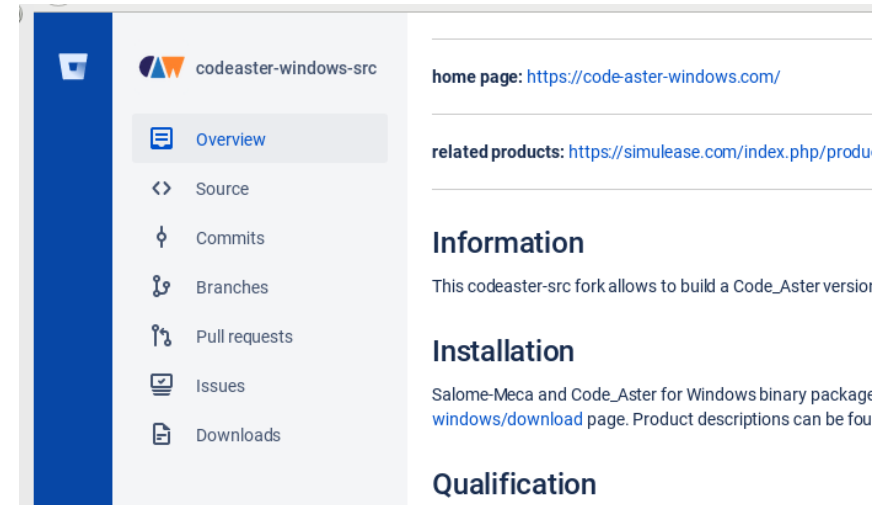 codeaster-windows-src
Overview
Source
Commits
Branches
Pull requests
Issues
Downloads
home page: https://code-aster-windows.com/
related products: https://simulease.com/index.php/produ
Information
This codeaster-src fork allows to build a Code_Aster version
Installation
Salome-Meca and Code_Aster for Windows binary package
windows/download page. Product descriptions can be fou
Qualification